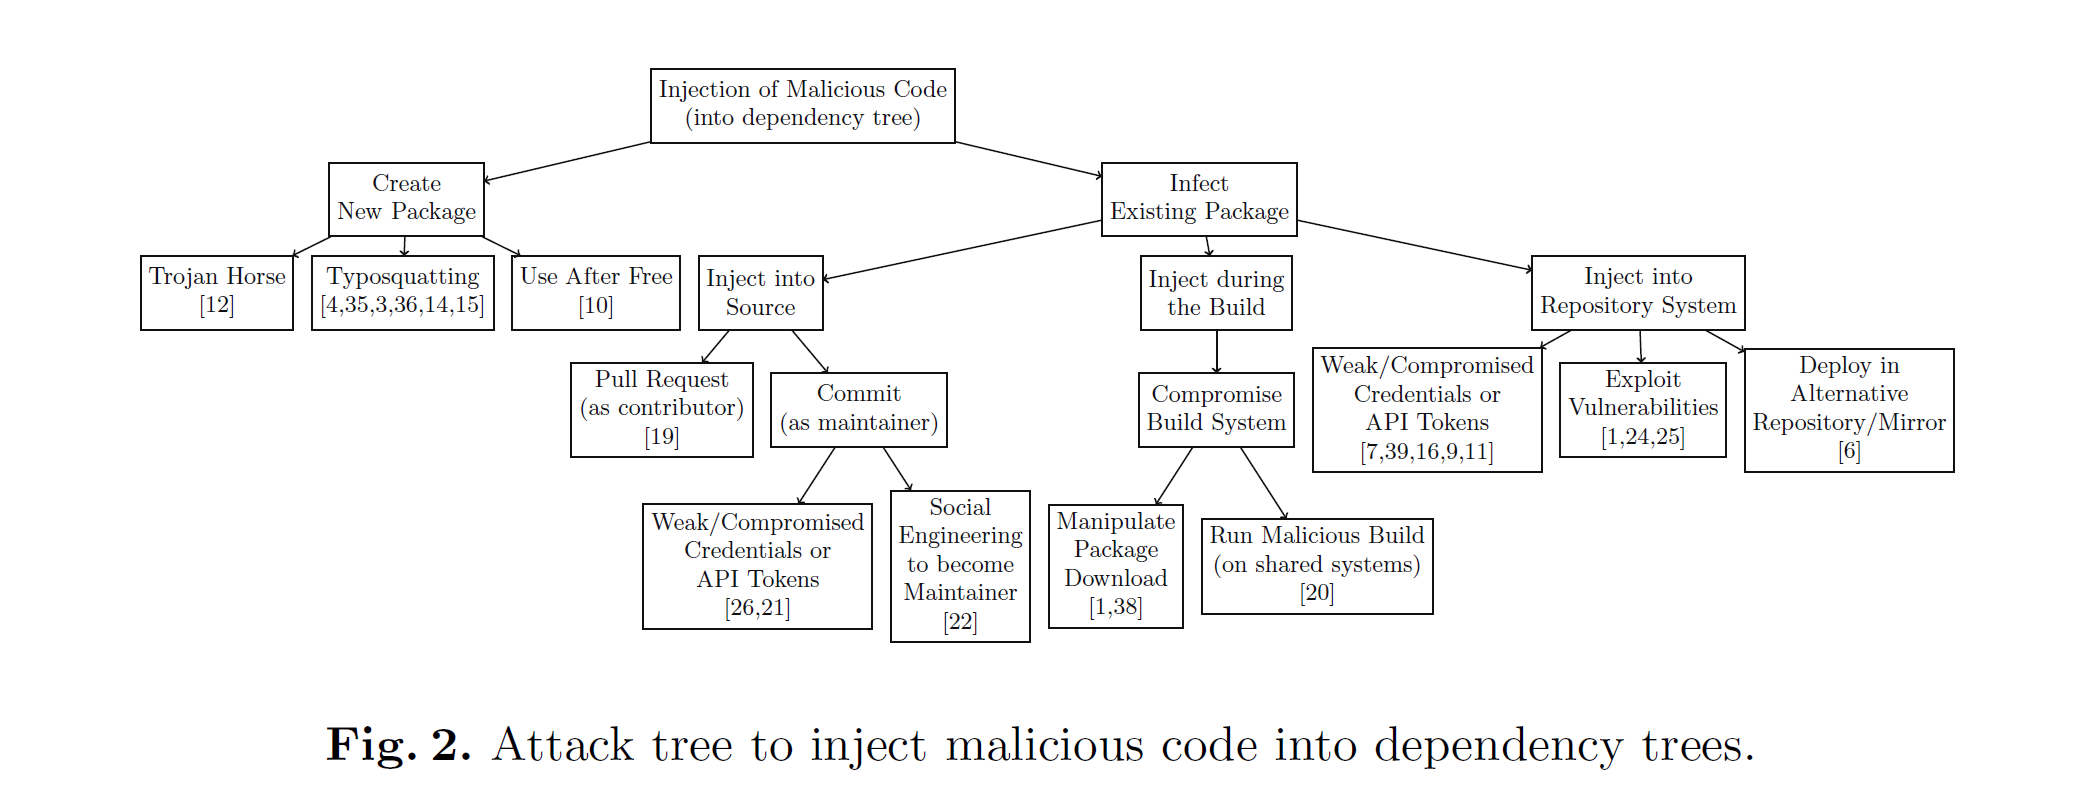 Injection of Malicious Code
(into dependency tree)
Create
New Package
Infect
Existing Package
Trojan Horse
[12]
Typosquatting
[4,35,3,36,14,15]
Use After Free
[10]
Inject into
Source
Inject during
the Build
Inject into
Repository System
Pull Request
(as contributor)
[19]
Commit
(as maintainer)
Compromise
Build System
Weak/Compromised
Credentials or
API Tokens
[7,39,16,9,11]
Exploit
Vulnerabilities
[1,24,25]
Deploy in
Alternative
Repository/Mirror
[6]
Weak/Compromised
Credentials or
API Tokens
[26,21]
Social
Engineering
to become
Maintainer
[22]
Manipulate
Package
Download
[1,38]
Run Malicious Build
(on shared systems)
[20]
Fig. 2. Attack tree to inject malicious code into dependency trees.